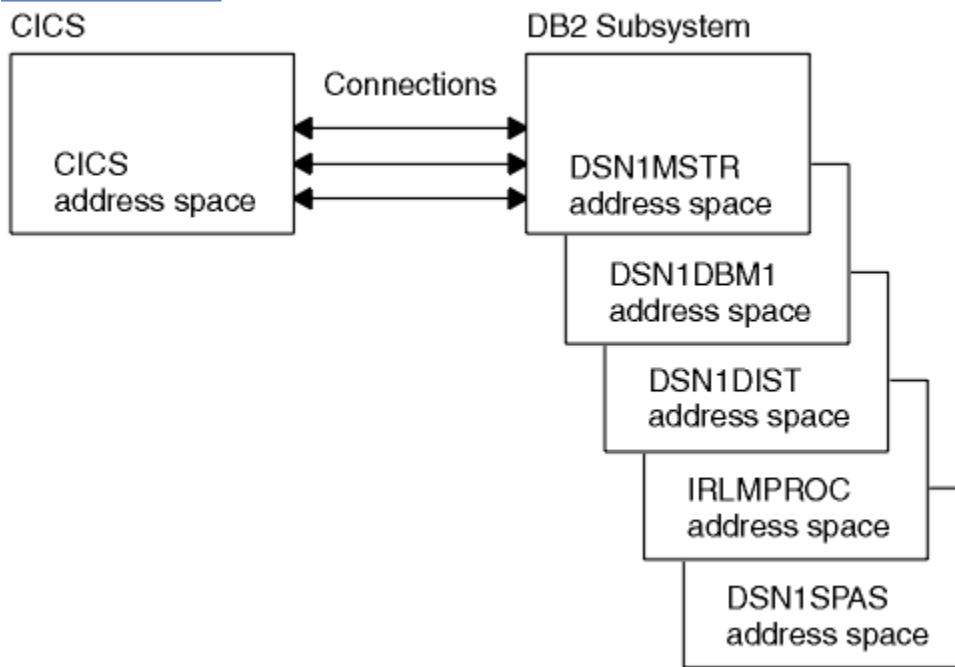 CICS
DB2 Subsystem
Connections
CICS
address space
DSN1MSTR
address space
DSN1DBM1
address space
DSN1DIST
address space
IRLMPROC
address space
DSN1SPAS
address space